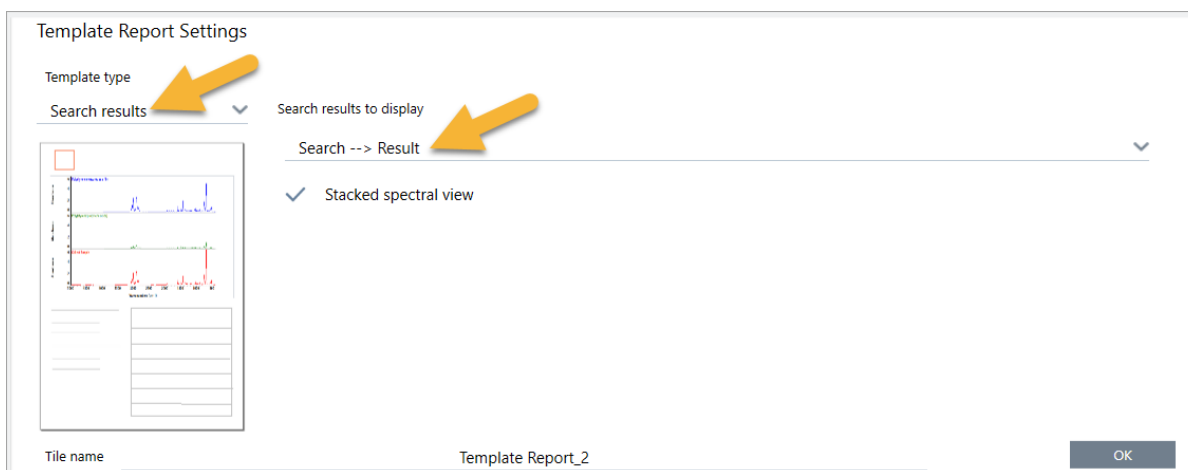 Template Report Settings
Template type
Search results
Search results to display
Search --> Result
Stacked spectral view
Tile name
Template Report_2
OK